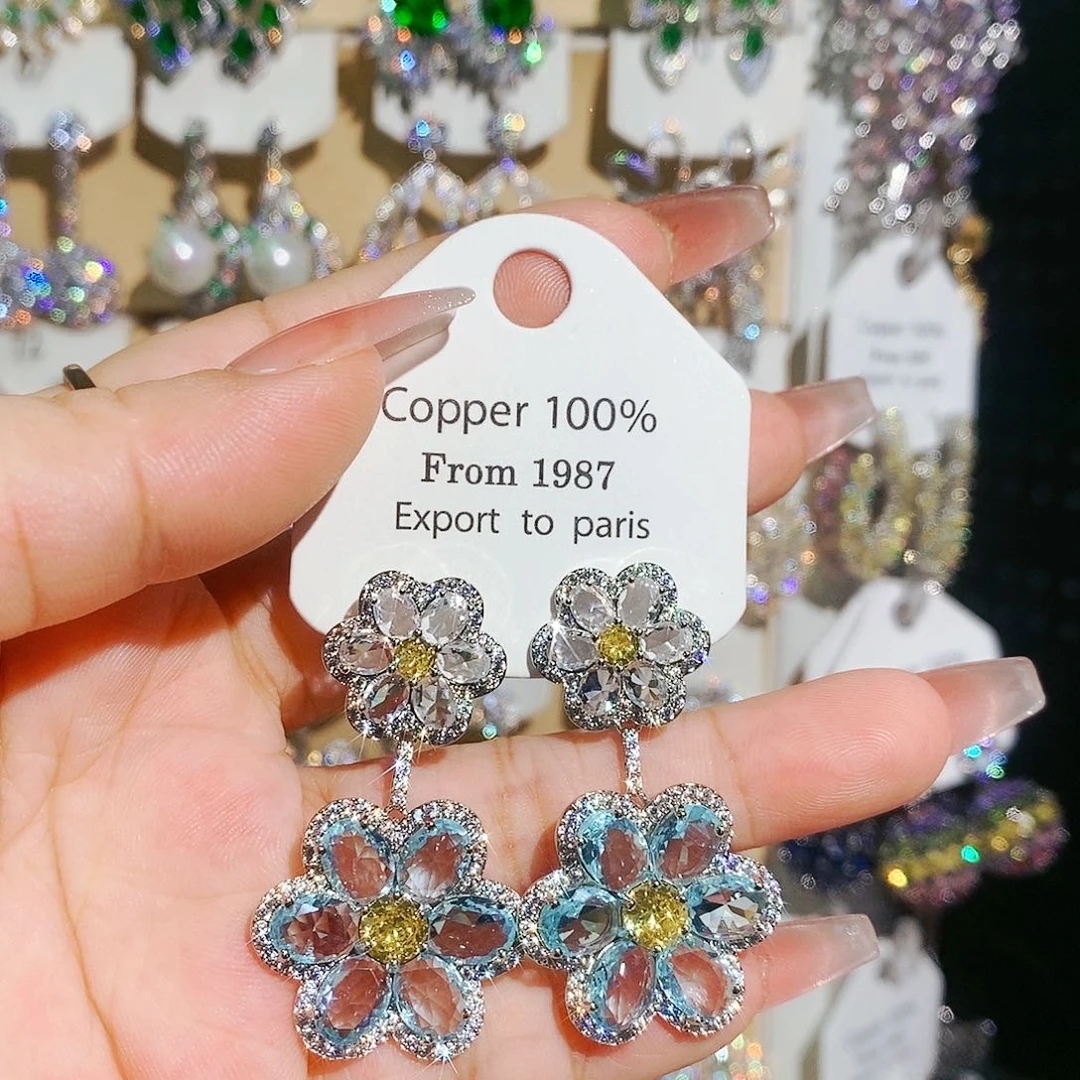 Copper 100%
From 1987
Export to paris